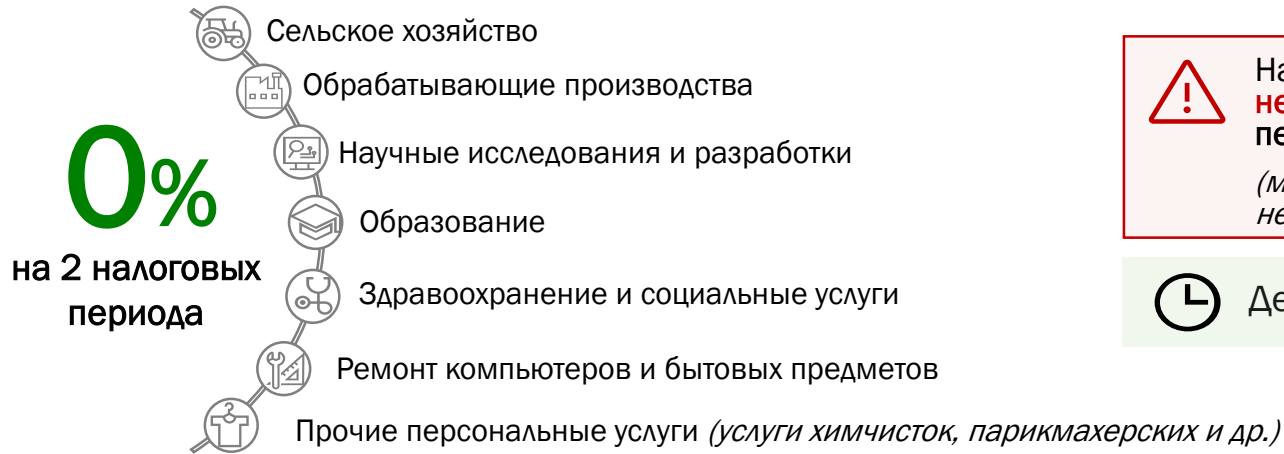 Сельское хозяйство
Обрабатывающие производства
Научные исследования и разработки
Образование
Здравоохранение и социальные услуги
Ремонт компьютеров и бытовых предметов
Прочие персональные услуги (услуги химчисток, парикмахерских и др.)
0%
на 2 налоговых
периода